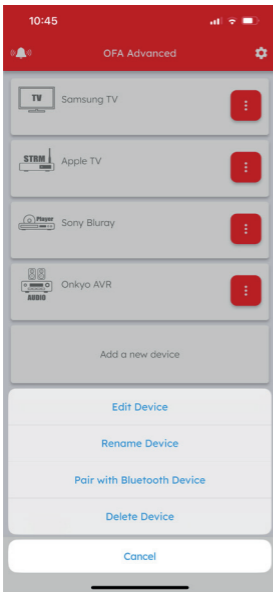 10:45
OFA Advanced
TV
Samsung TV
STRM
Apple TV
Player
Sony Bluray
AUDIO
Onkyo AVR
Add a new device
Edit Device
Rename Device
Pair with Bluetooth Device
Delete Device
Cancel